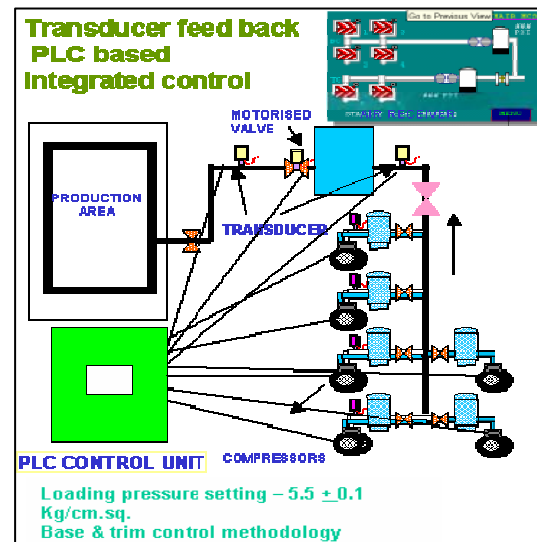 Transducer feed back
PLC based
integrated control
Go to Previous View
MOTORISED
VALVE
PRODUCTION
AREA
TRANSDUCER
PLC CONTROL UNIT
COMPRESSORS
Loading pressure setting – 5.5 ± 0.1
Kg/cm.sq.
Base & trim control methodology